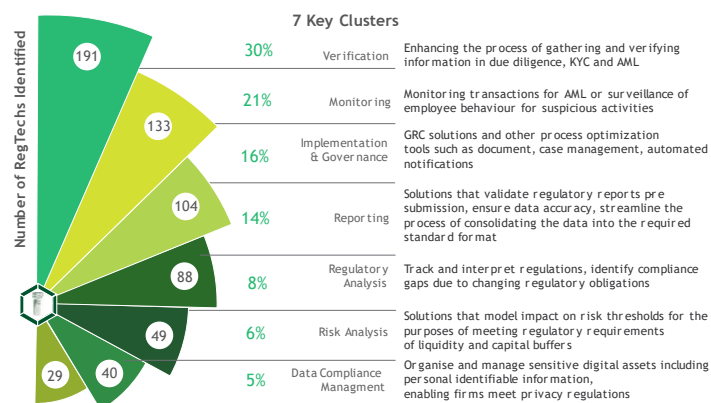 7 Key Clusters
Number of RegTechs Identified
191
133
104
88
49
40
29
30%
Verification
Enhancing the process of gathering and verifying
information in due diligence, KYC and AML
21%
Monitoring
Monitoring transactions for AML or surveillance of
employee behaviour for suspicious activities
16%
Implementation
& Governance
GRC solutions and other process optimization
tools such as document, case management, automated
notifications
14%
Reporting
Solutions that validate regulatory reports pre
submission, ensure data accuracy, streamline the
process of consolidating the data into the required
standard format
8%
Regulatory
Analysis
Track and interpret regulations, identify compliance
gaps due to changing regulatory obligations
6%
Risk Analysis
Solutions that model impact on risk thresholds for the
purposes of meeting regulatory requirements
of liquidity and capital buffers
5%
Data Compliance
Managment
Organise and manage sensitive digital assets including
personal identifiable information,
enabling firms meet privacy regulations